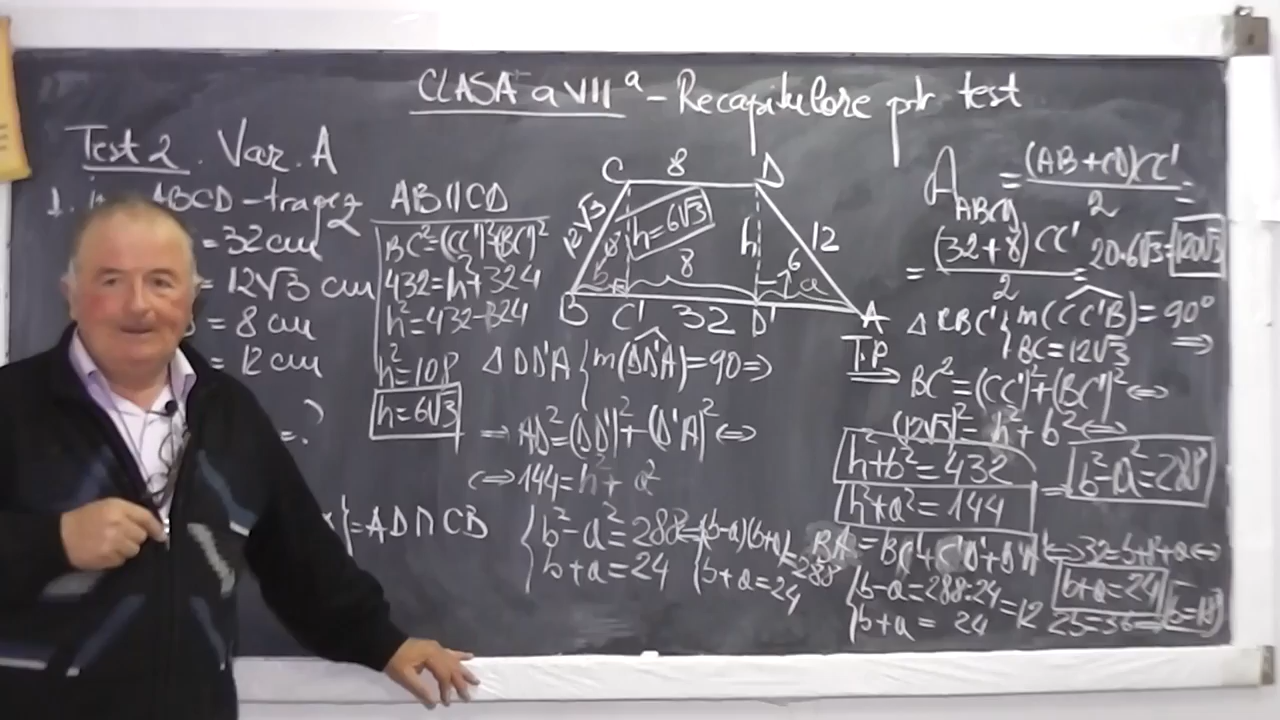 CLASA a VII a - Recapitulare ptr test
Test 2. Var. A
1. ABCD - trapez AB||CD
= 32 cm
= 12√3 cm
= 8 cm
= 12 cm
= ?
} = AD ∩ CB
BC² = (CC')² + (BC')²
432 = h² + 324
h² = 432 - 324
h² = 108
h = 6√3
C 8 D
12√3 h = 6√3 h 12
8 6 a
B C' 32 D' A
Δ DD'A { m(DD'A) = 90 ⇒
⇒ AD² = (DD')² + (D'A)² ⇔
⇔ 144 = h² + a²
{ b² - a² = 288 ⇔ { (b-a)(b+a) = 288
b + a = 24 { b + a = 24
A ABCD = (AB + CD)CC' / 2 =
= (32 + 8) CC' / 2 = 20·6√3 = 120√3
Δ CBC' { m(CC'B) = 90°
BC = 12√3 ⇒
T.P. ⇒ BC² = (CC')² + (BC')² ⇔
(12√3)² = h² + b² ⇔
h² + b² = 432
h² + a² = 144
⇒ b² - a² = 288
BA = BC' + C'D' + D'A ⇔ 32 = b + 8 + a ⇔
b + a = 24
{ b - a = 288:24 = 12
b + a = 24
2b = 36 ⇒ b = 18